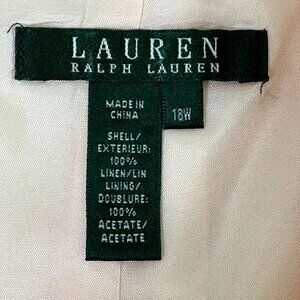 LAUREN
RALPH LAUREN
MADE IN
CHINA
18W
SHELL/
EXTERIEUR:
100%
LINEN/LIN
LINING/
DOUBLURE:
100%
ACETATE/
ACETATE